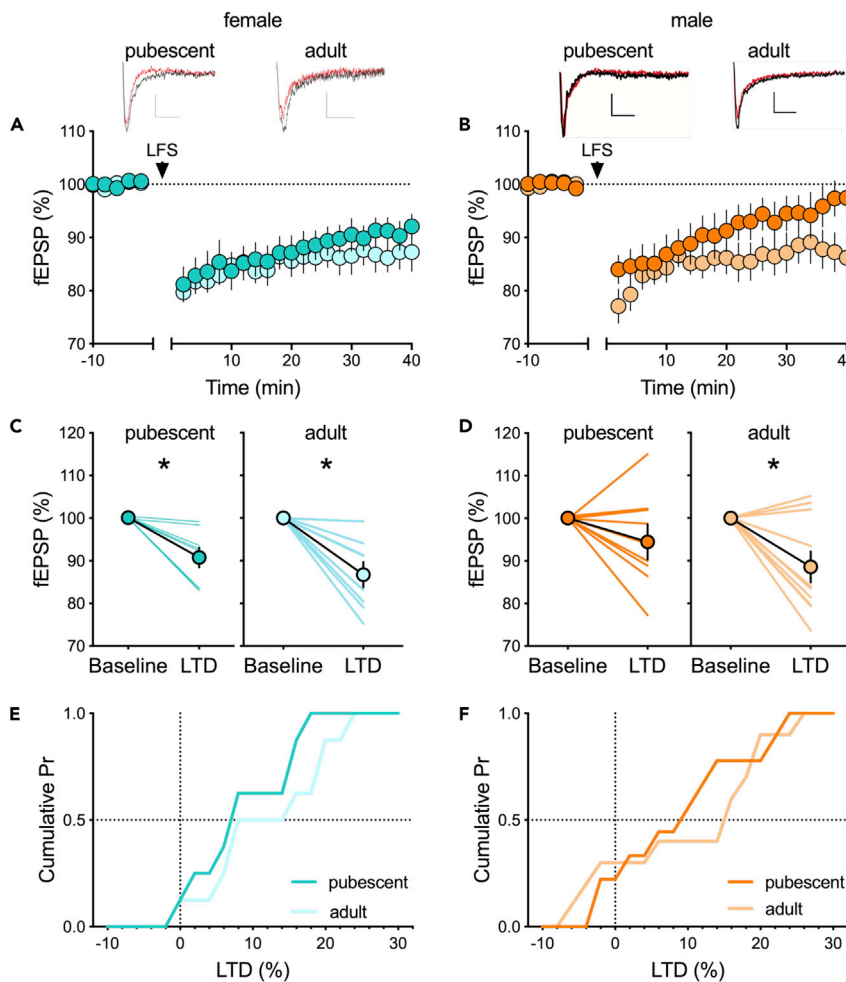 female
male
pubescent
adult
pubescent
adult
A
B
110
100
90
80
70
fEPSP (%)
LFS
-10
10
20
30
40
Time (min)
110
100
90
80
70
fEPSP (%)
LFS
-10
10
20
30
40
Time (min)
C
120
110
100
90
80
70
fEPSP (%)
pubescent
*
adult
*
Baseline
LTD
Baseline
LTD
D
120
110
100
90
80
70
fEPSP (%)
pubescent
adult
*
Baseline
LTD
Baseline
LTD
E
1.0
0.5
0.0
Cumulative Pr
pubescent
adult
-10
0
10
20
30
LTD (%)
F
1.0
0.5
0.0
Cumulative Pr
pubescent
adult
-10
0
10
20
30
LTD (%)